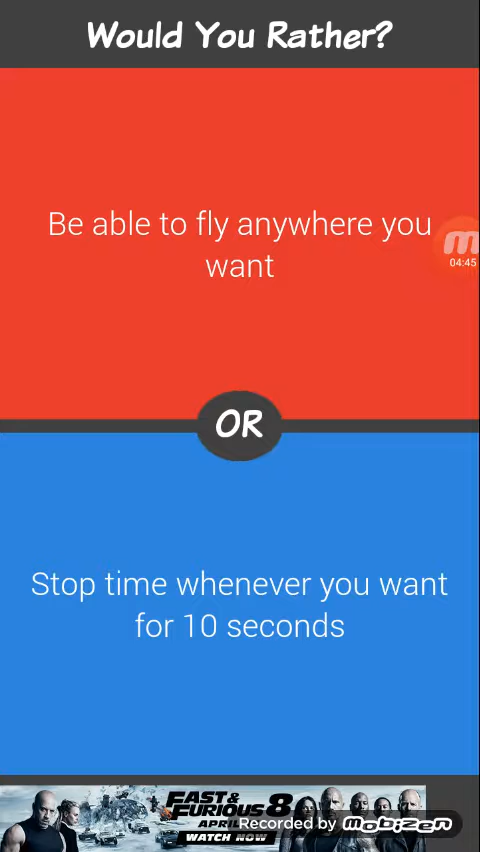 Would You Rather?
Be able to fly anywhere you
want
m
04:45
OR
Stop time whenever you want
for 10 seconds
FAST &
FURIOUS 8
APRIL
WATCH NOW
Recorded by mobizen